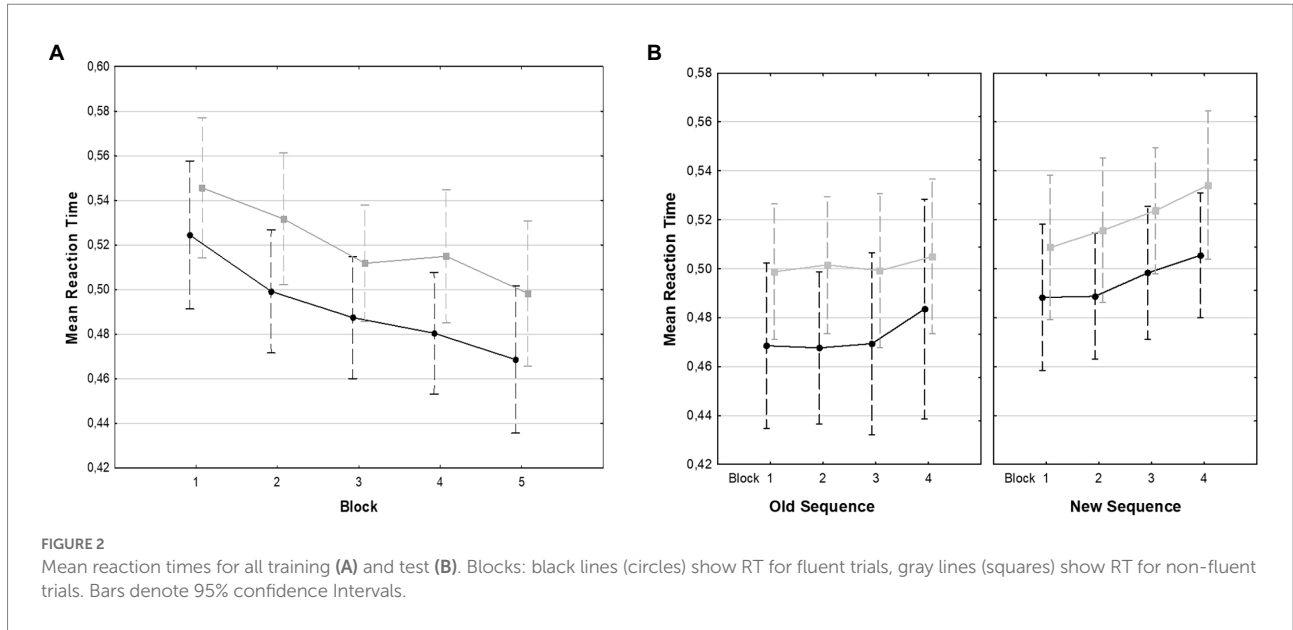 A
Mean Reaction Time
0,60
0,58
0,56
0,54
0,52
0,50
0,48
0,46
0,44
0,42
1 2 3 4 5
Block
B
Mean Reaction Time
0,58
0,56
0,54
0,52
0,50
0,48
0,46
0,44
0,42
Block 1 2 3 4
Old Sequence
Block 1 2 3 4
New Sequence
FIGURE 2
Mean reaction times for all training (A) and test (B). Blocks: black lines (circles) show RT for fluent trials, gray lines (squares) show RT for non-fluent
trials. Bars denote 95% confidence Intervals.